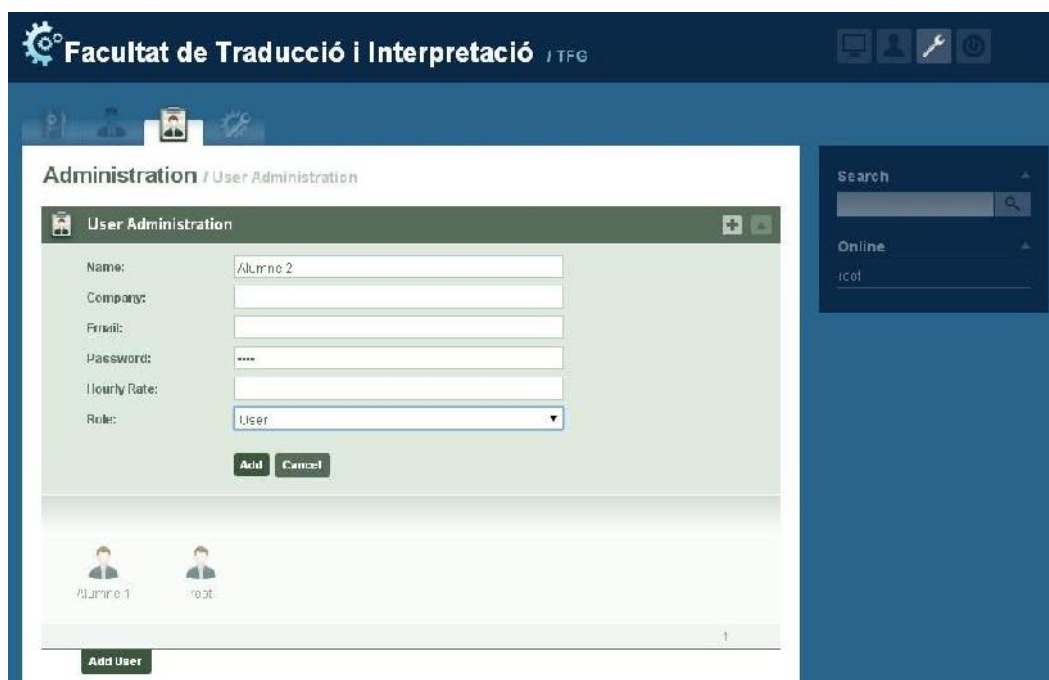 Facultat de Traducció i Interpretació / TFG
Administration / User Administration
User Administration
Name: Alumne 2
Company:
Email:
Password: ••••
Hourly Rate:
Role: User
Add Cancel
Alumne 1 root
1
Add User
Search
Online
root